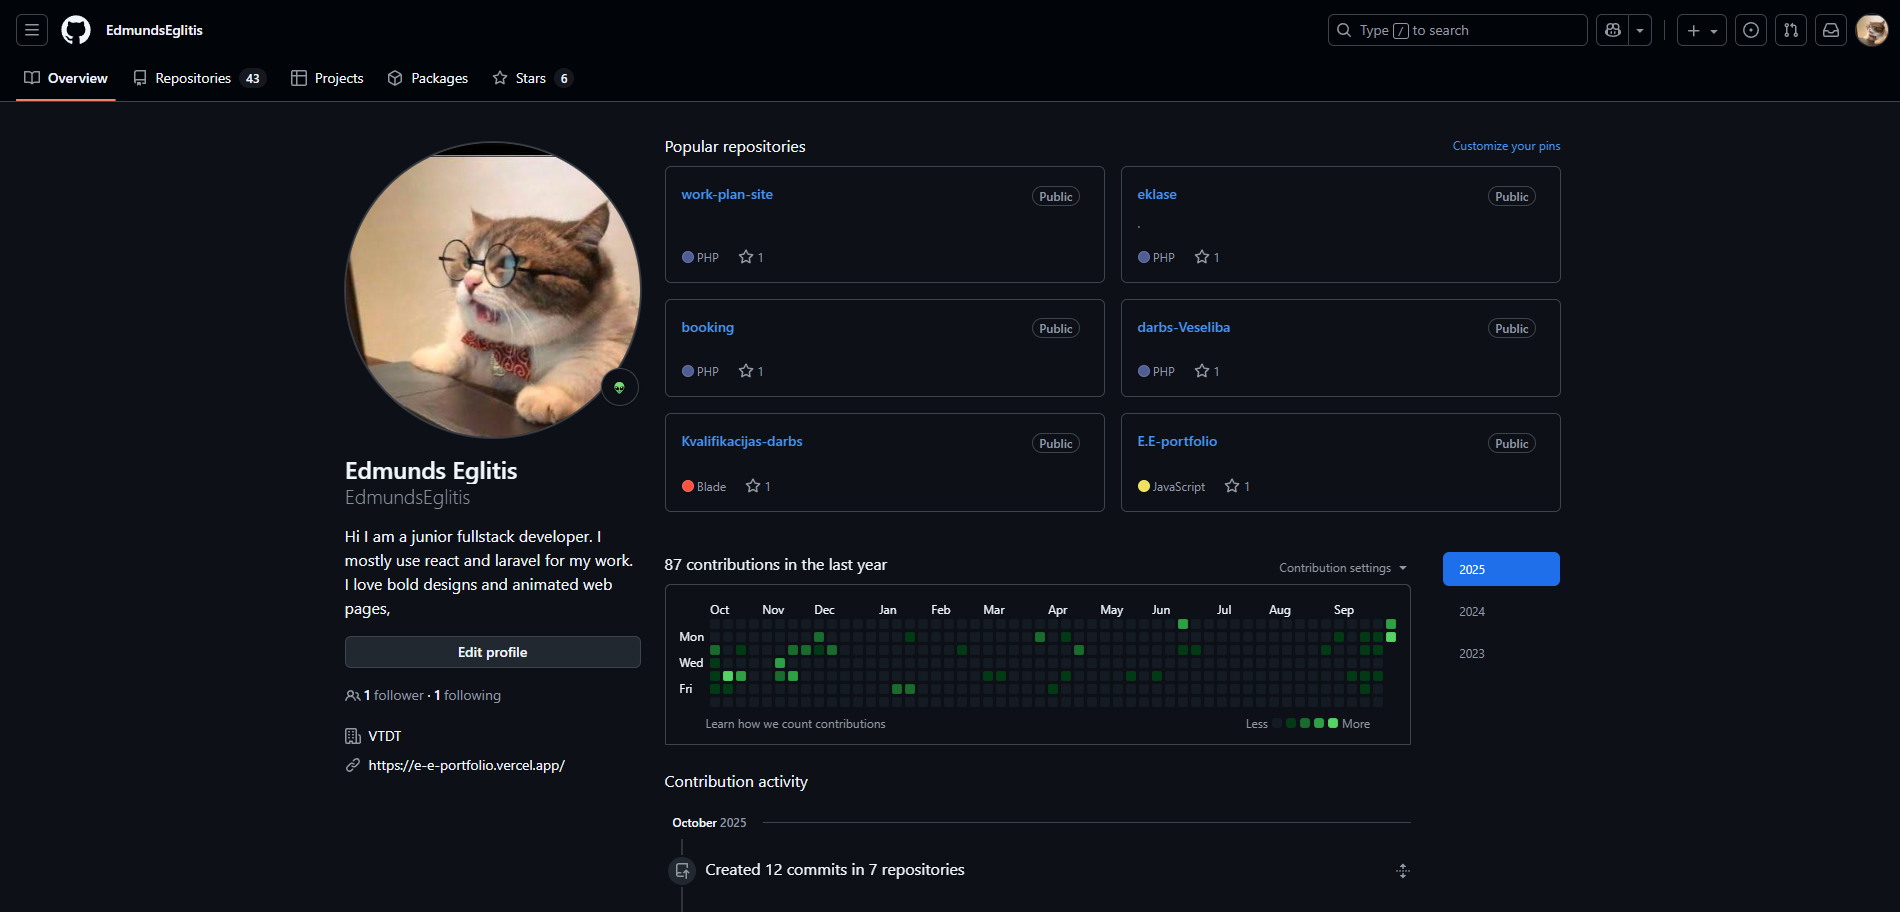 EdmundsEglitis
Type / to search
Overview
Repositories 43
Projects
Packages
Stars 6
Popular repositories
Customize your pins
work-plan-site
Public
PHP
1
eklase
Public
.
PHP
1
booking
Public
PHP
1
darbs-Veseliba
Public
PHP
1
Kvalifikacijas-darbs
Public
Blade
1
E.E-portfolio
Public
JavaScript
1
Edmunds Eglitis
EdmundsEglitis
Hi I am a junior fullstack developer. I
mostly use react and laravel for my work.
I love bold designs and animated web
pages,
Edit profile
1 follower · 1 following
VTDT
https://e-e-portfolio.vercel.app/
87 contributions in the last year
Contribution settings
2025
2024
2023
Oct Nov Dec Jan Feb Mar Apr May Jun Jul Aug Sep
Mon
Wed
Fri
Learn how we count contributions
Less
More
Contribution activity
October 2025
Created 12 commits in 7 repositories